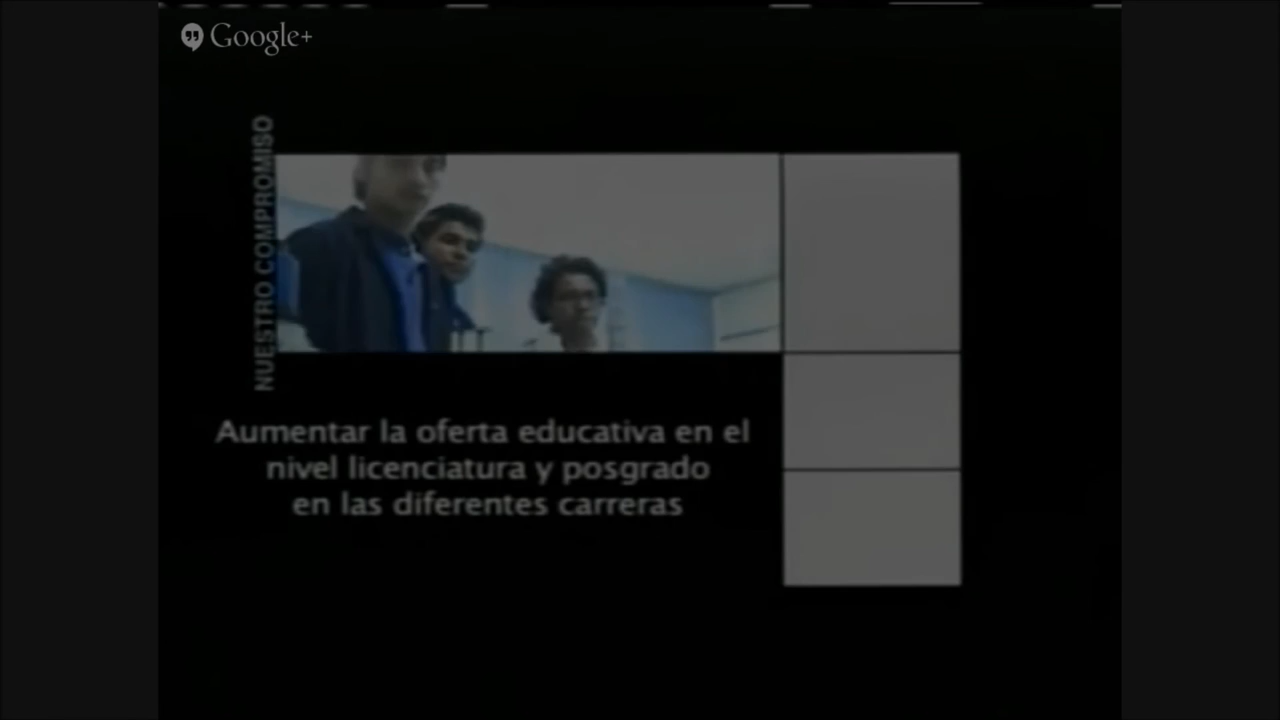 Google+
NUESTRO COMPROMISO
Aumentar la oferta educativa en el
nivel licenciatura y posgrado
en las diferentes carreras